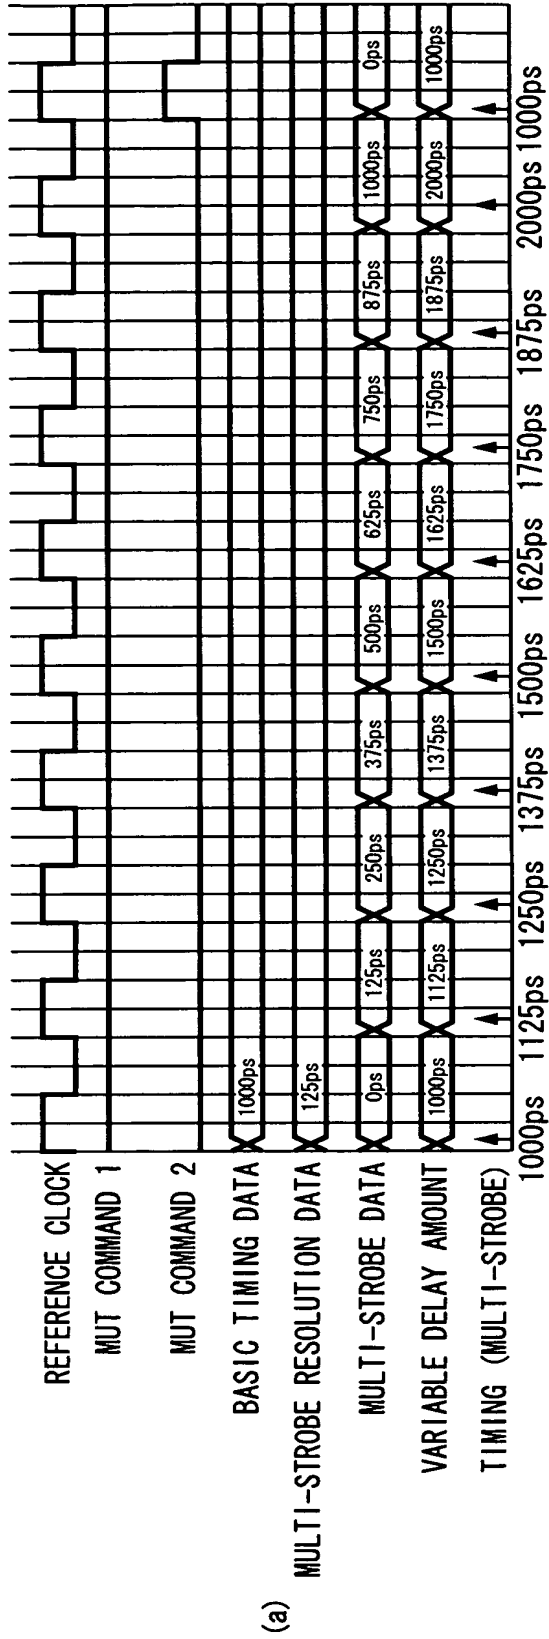 REFERENCE CLOCK
MUT COMMAND 1
MUT COMMAND 2
BASIC TIMING DATA 1000ps
MULTI-STROBE RESOLUTION DATA 125ps
MULTI-STROBE DATA 0ps 125ps 250ps 375ps 500ps 625ps 750ps 875ps 1000ps 0ps
VARIABLE DELAY AMOUNT 1000ps 1125ps 1250ps 1375ps 1500ps 1625ps 1750ps 1875ps 2000ps 1000ps
TIMING (MULTI-STROBE)
1000ps 1125ps 1250ps 1375ps 1500ps 1625ps 1750ps 1875ps 2000ps 1000ps
(a)